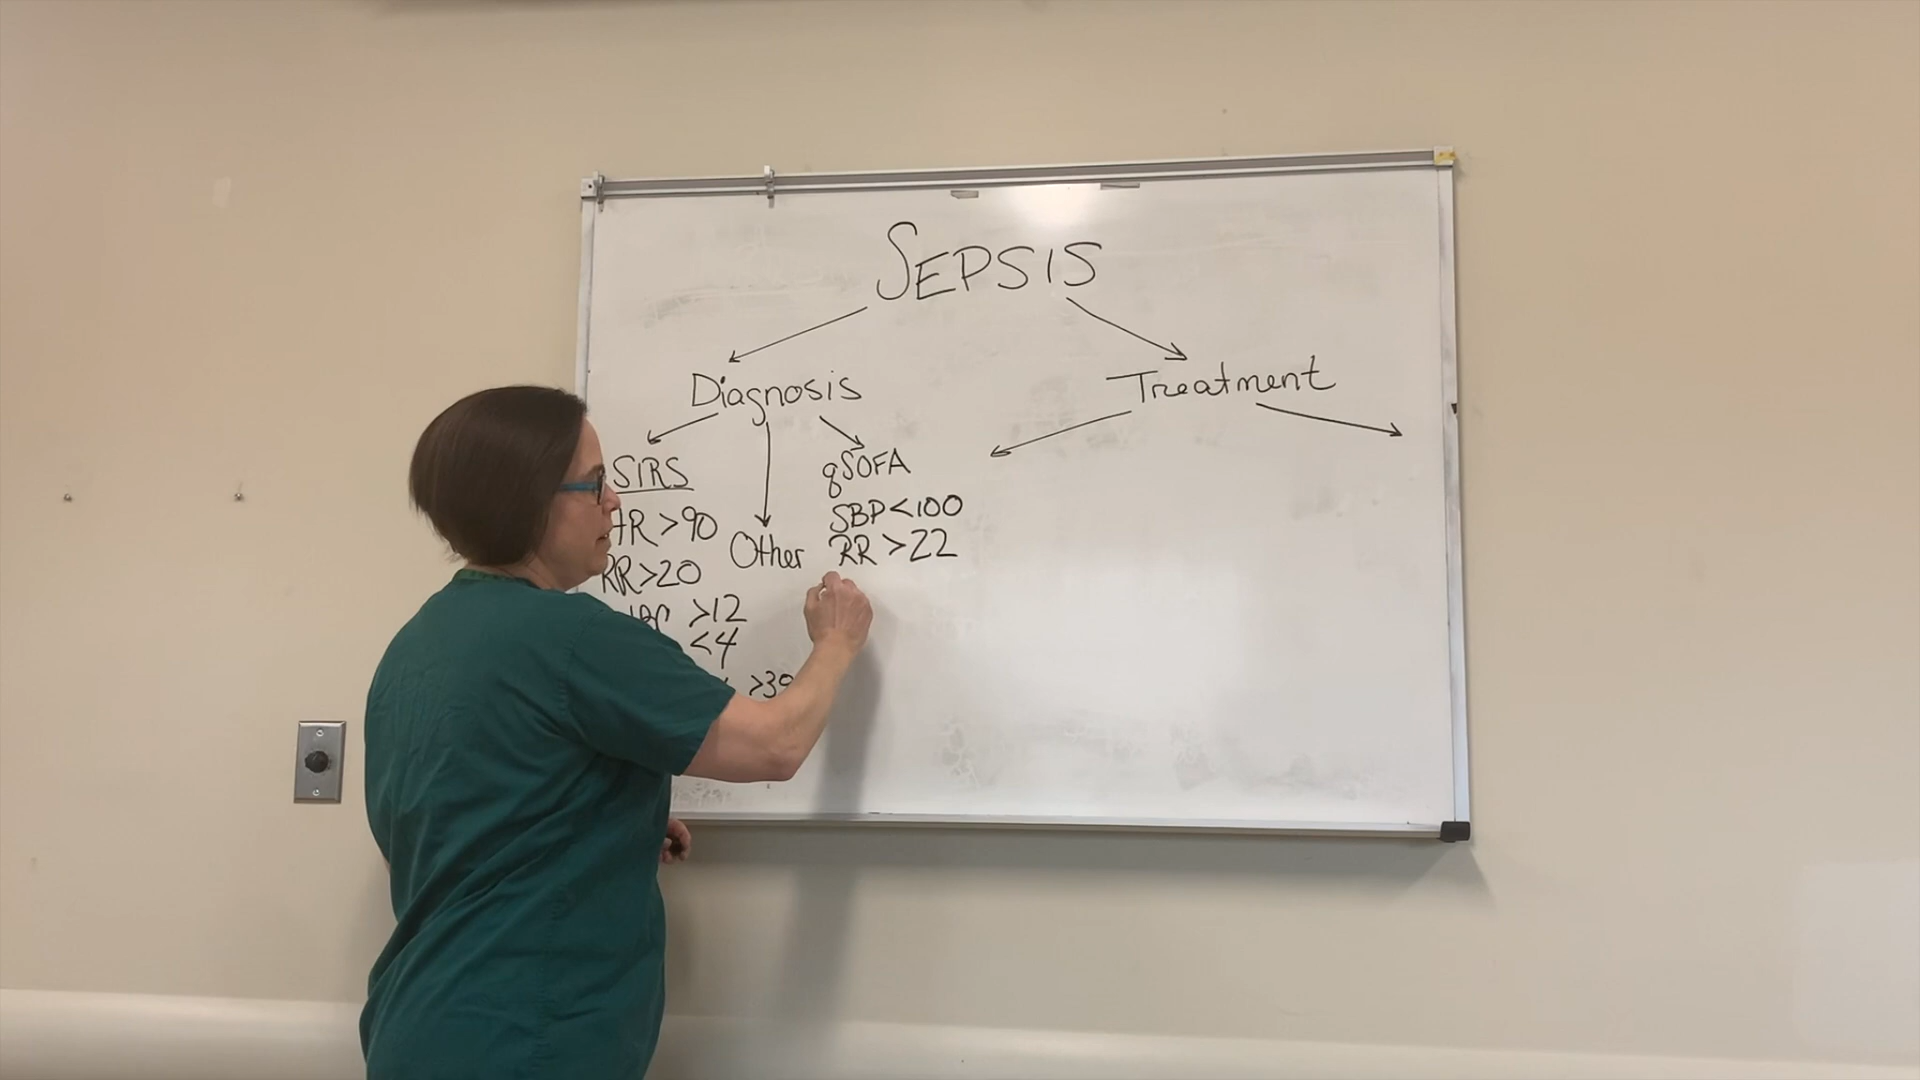 SEPSIS
Diagnosis
Treatment
SIRS
HR >90
RR >20
>12
<4
Other
qSOFA
SBP <100
RR >22